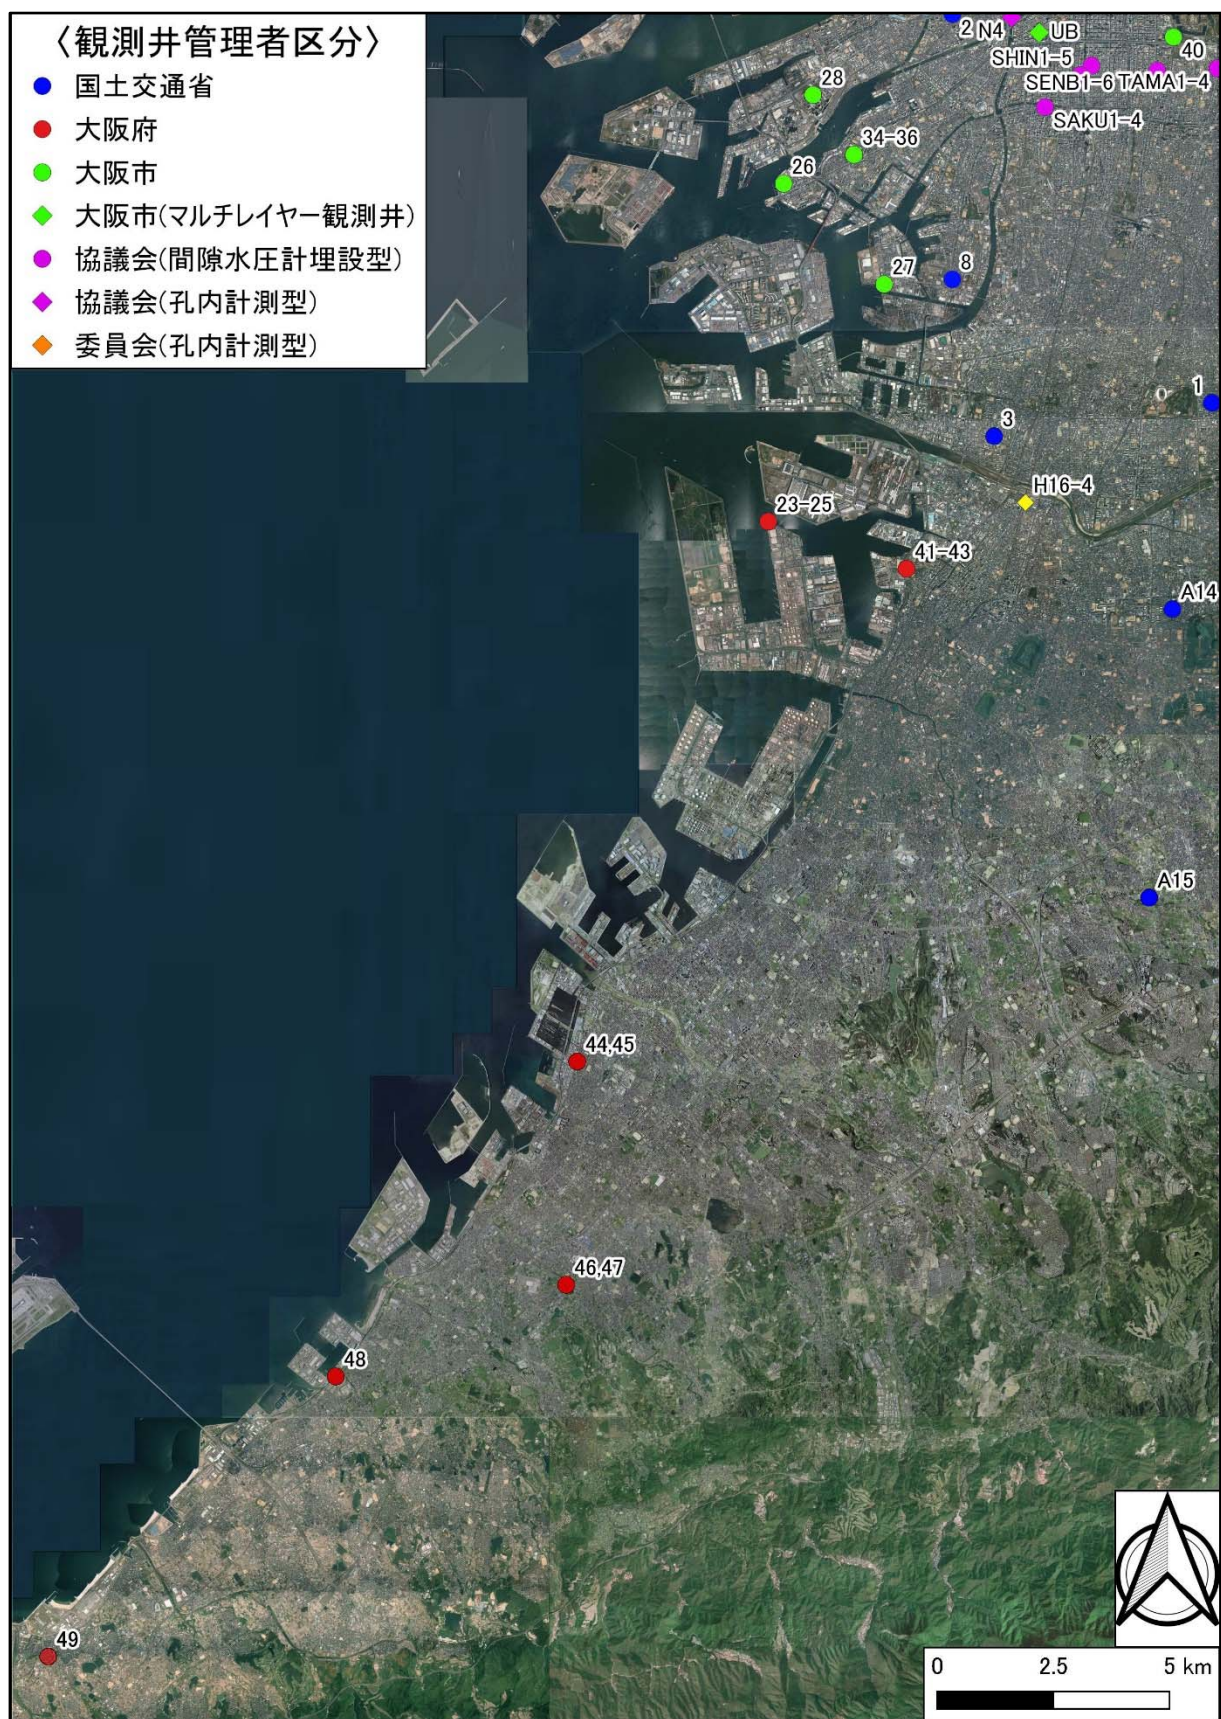 〈観測井管理者区分〉
国土交通省
大阪府
大阪市
大阪市(マルチレイヤー観測井)
協議会(間隙水圧計埋設型)
協議会(孔内計測型)
委員会(孔内計測型)
2 N4
UB
40
SHIN1-5
SENB1-6
TAMA1-4
SAKU1-4
28
34-36
26
27
8
1
3
H16-4
23-25
41-43
A14
A15
44,45
46,47
48
49
0 2.5 5 km